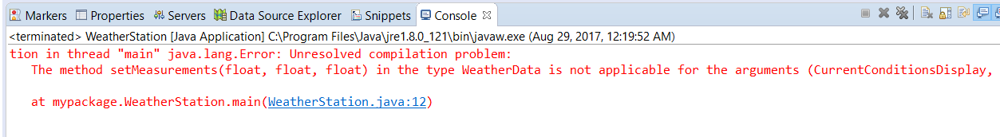 Markers Properties Servers Data Source Explorer Snippets Console
<terminated> WeatherStation [Java Application] C:\Program Files\Java\jre1.8.0_121\bin\javaw.exe (Aug 29, 2017, 12:19:52 AM)
tion in thread "main" java.lang.Error: Unresolved compilation problem:
The method setMeasurements(float, float, float) in the type WeatherData is not applicable for the arguments (CurrentConditionsDisplay,
at mypackage.WeatherStation.main(WeatherStation.java:12)